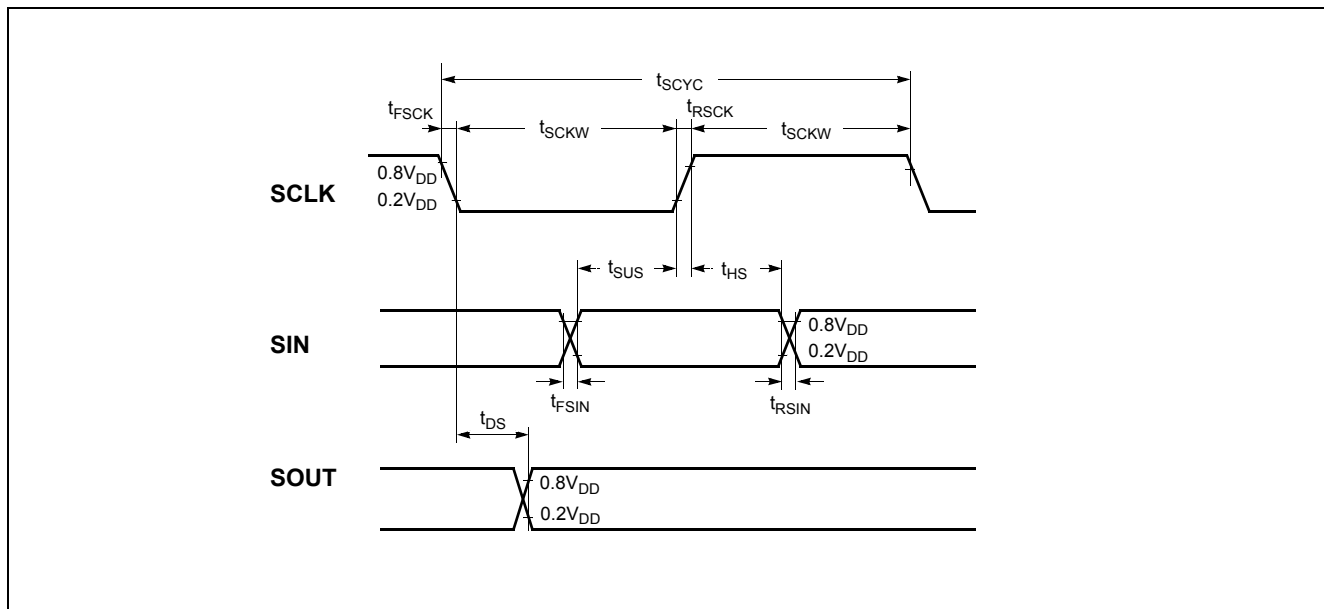 tSCYC
tFSCK
tSCKW
tRSCK
tSCKW
SCLK
0.8VDD
0.2VDD
tSUS
tHS
SIN
0.8VDD
0.2VDD
tFSIN
tRSIN
tDS
SOUT
0.8VDD
0.2VDD